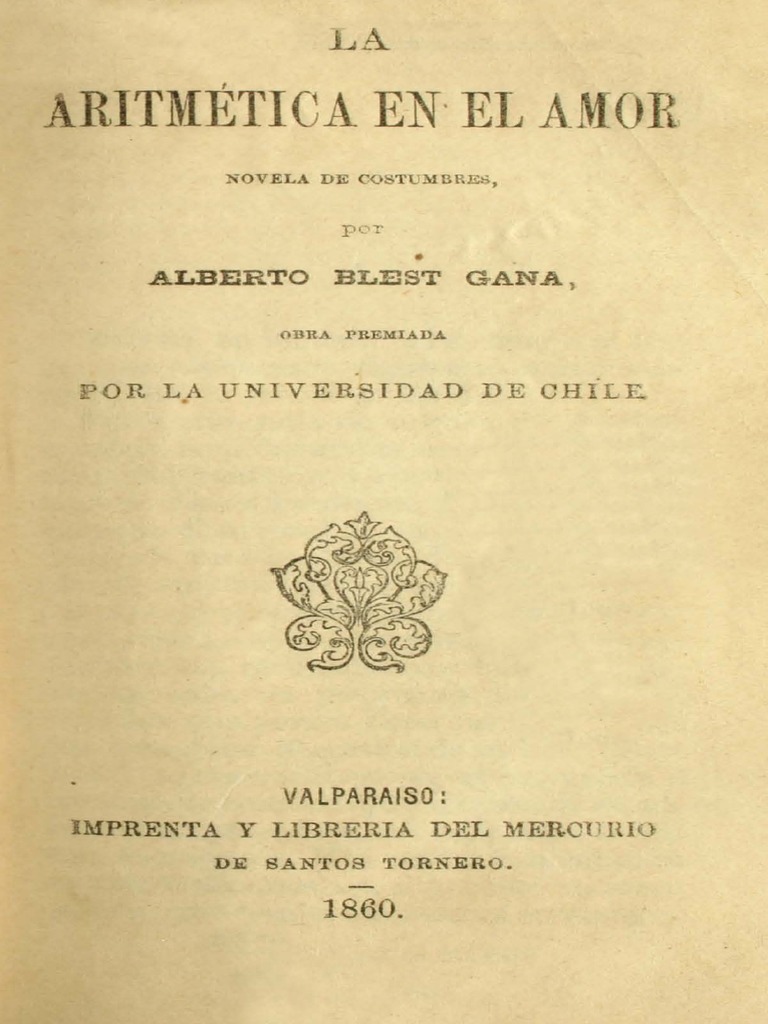 LA
ARITMÉTICA EN EL AMOR
NOVELA DE COSTUMBRES,
por
ALBERTO BLEST GANA,
OBRA PREMIADA
POR LA UNIVERSIDAD DE CHILE
VALPARAISO:
IMPRENTA Y LIBRERIA DEL MERCURIO
DE SANTOS TORNERO.
1860.